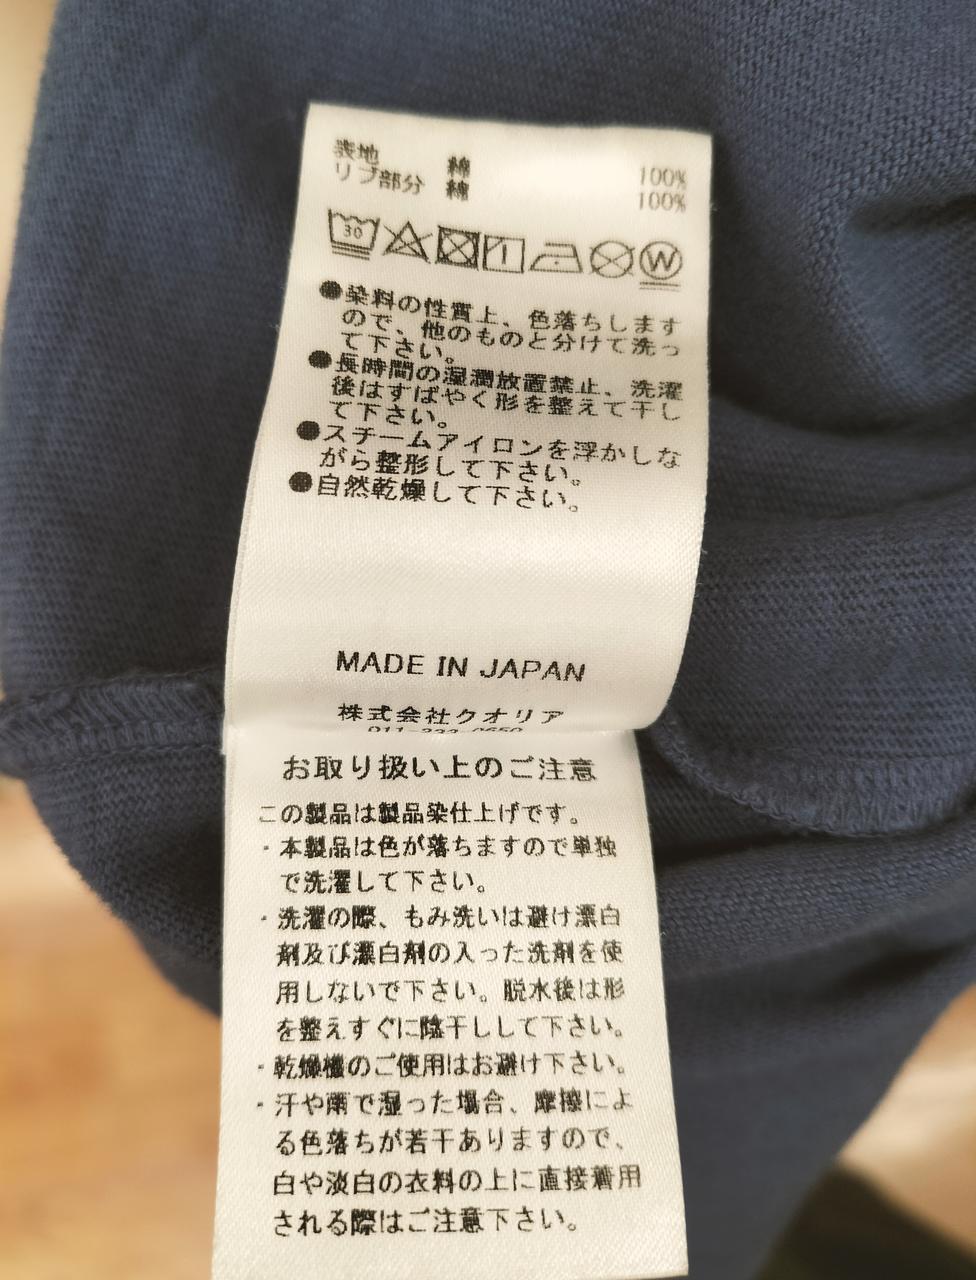 表地 綿 100%
リブ部分 綿 100%
30 W
●染料の性質上、色落ちします
ので、他のものと分けて洗っ
て下さい。
●長時間の湿潤放置禁止、洗濯
後はすばやく形を整えて干し
て下さい。
●スチームアイロンを浮かしな
がら整形して下さい。
●自然乾燥して下さい。
MADE IN JAPAN
株式会社クオリア
お取り扱い上のご注意
この製品は製品染仕上げです。
・本製品は色が落ちますので単独
で洗濯して下さい。
・洗濯の際、もみ洗いは避け漂白
剤及び漂白剤の入った洗剤を使
用しないで下さい。脱水後は形
を整えすぐに陰干しして下さい。
・乾燥機のご使用はお避け下さい。
・汗や雨で湿った場合、摩擦によ
る色落ちが若干ありますので、
白や淡白の衣料の上に直接着用
される際はご注意下さい。